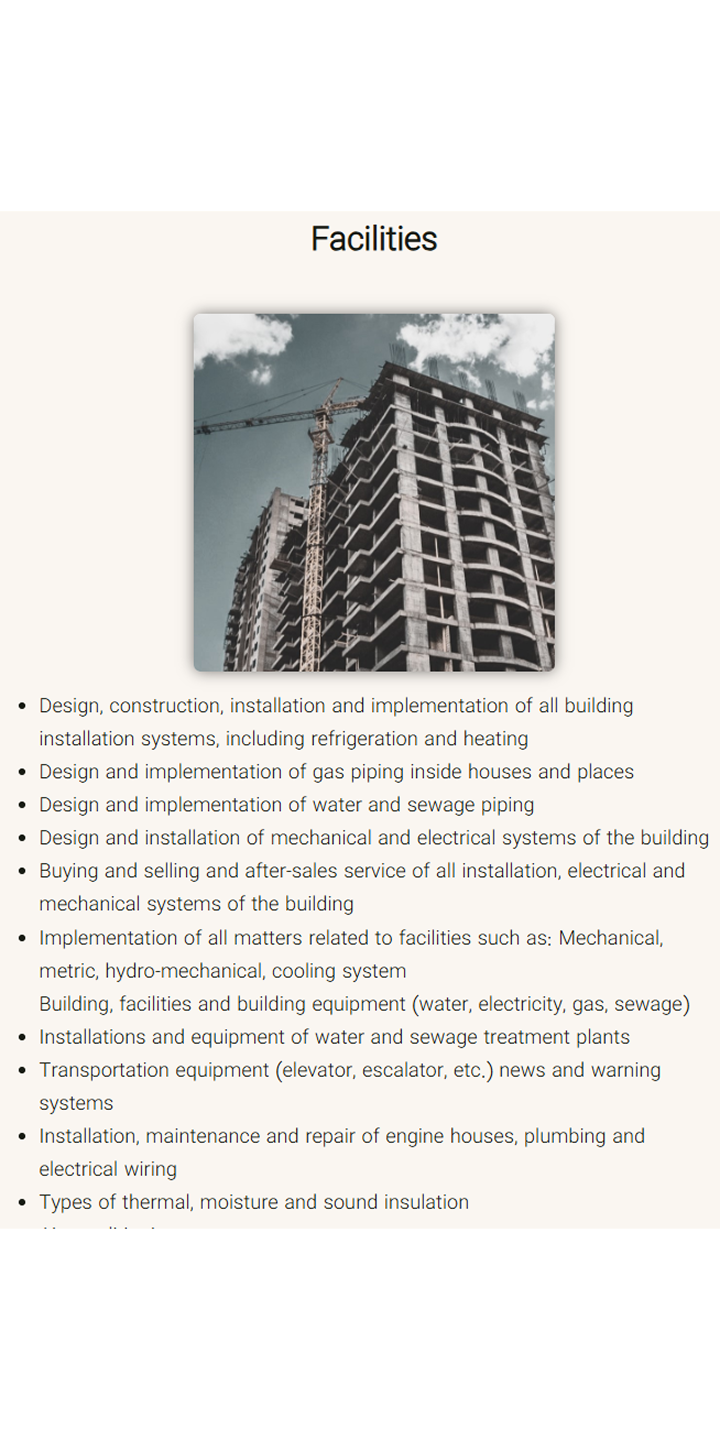 Facilities
Design, construction, installation and implementation of all building
installation systems, including refrigeration and heating
Design and implementation of gas piping inside houses and places
Design and implementation of water and sewage piping
Design and installation of mechanical and electrical systems of the building
Buying and selling and after-sales service of all installation, electrical and
mechanical systems of the building
Implementation of all matters related to facilities such as: Mechanical,
metric, hydro-mechanical, cooling system
Building, facilities and building equipment (water, electricity, gas, sewage)
Installations and equipment of water and sewage treatment plants
Transportation equipment (elevator, escalator, etc.) news and warning
systems
Installation, maintenance and repair of engine houses, plumbing and
electrical wiring
Types of thermal, moisture and sound insulation